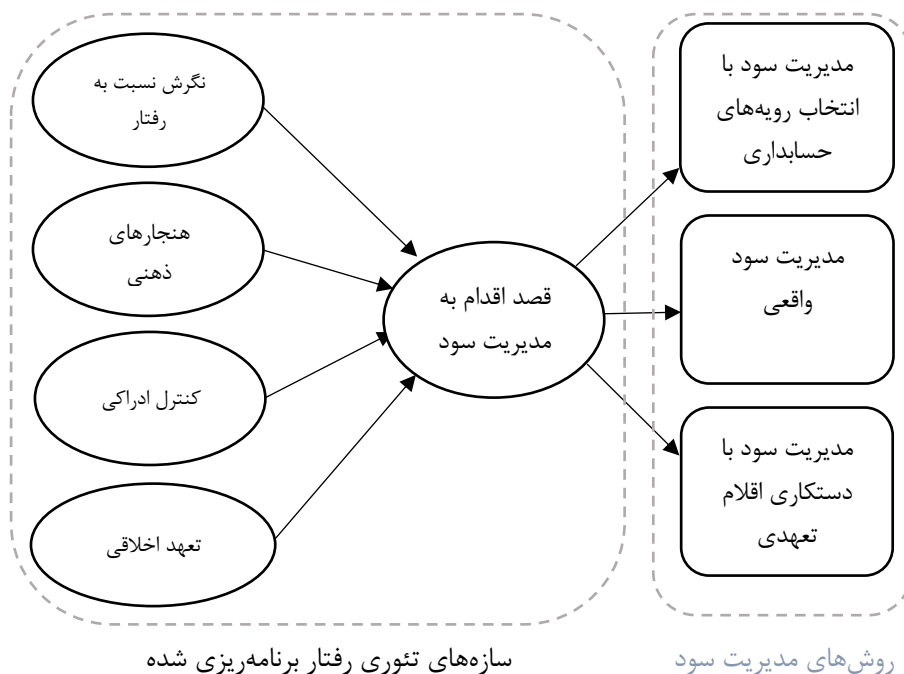 نگرش نسبت به
رفتار
هنجارهای
ذهنی
کنترل ادراکی
تعهد اخلاقی
قصد اقدام به
مدیریت سود
مدیریت سود با
انتخاب رویه‌های
حسابداری
مدیریت سود
واقعی
مدیریت سود با
دستکاری اقلام
تعهدی
سازه‌های تئوری رفتار برنامه‌ریزی شده
روش‌های مدیریت سود